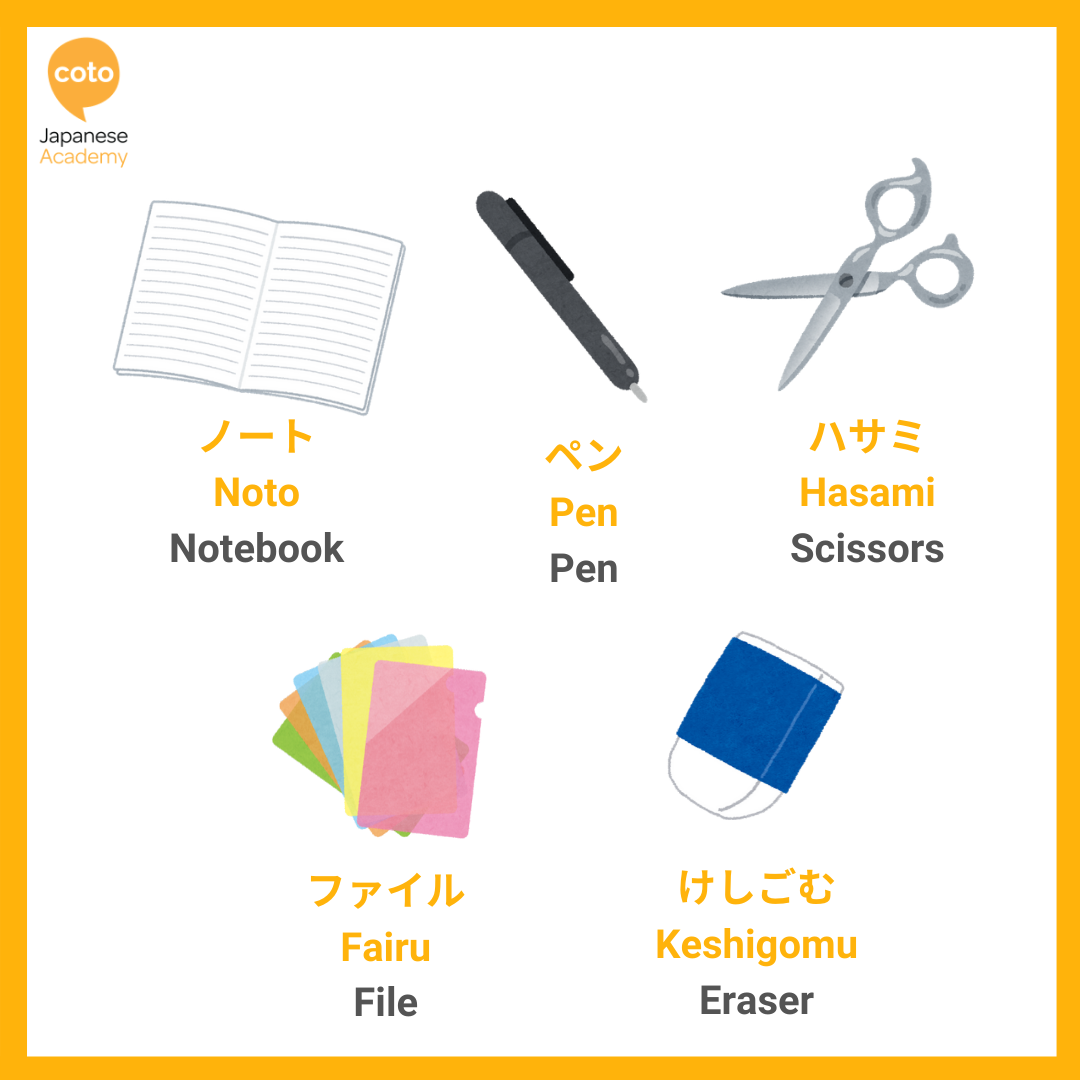 coto
Japanese
Academy
ノート
Noto
Notebook
ペン
Pen
Pen
ハサミ
Hasami
Scissors
ファイル
Fairu
File
けしごむ
Keshigomu
Eraser